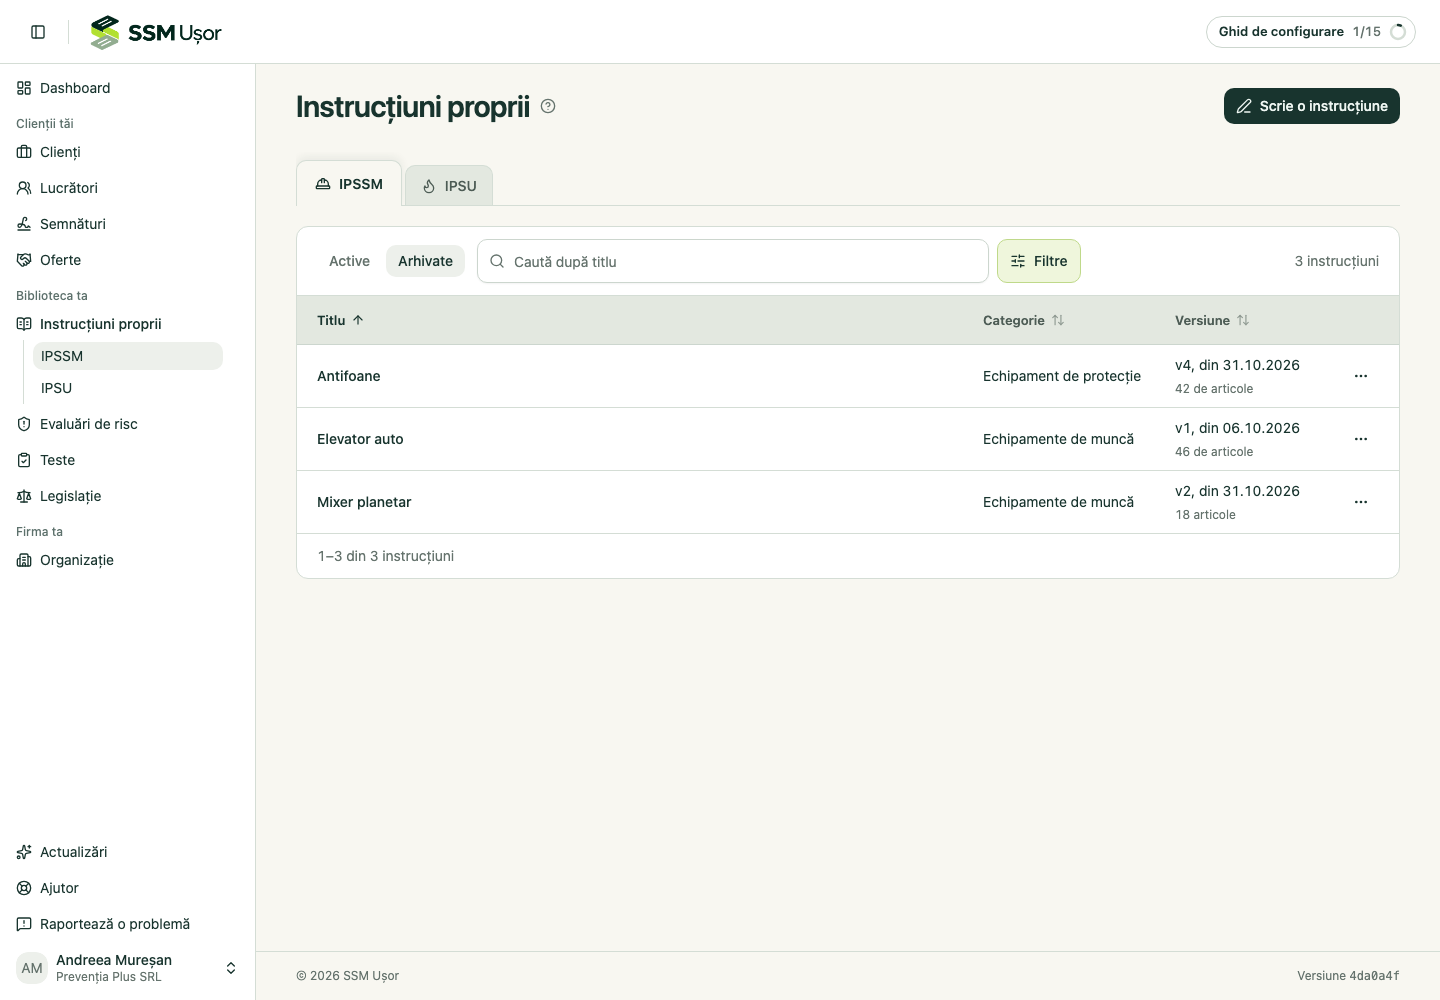 SSM Ușor
Ghid de configurare 1/15
Dashboard
Clienții tăi
Clienți
Lucrători
Semnături
Oferte
Biblioteca ta
Instrucțiuni proprii
IPSSM
IPSU
Evaluări de risc
Teste
Legislație
Firma ta
Organizație
Actualizări
Ajutor
Raportează o problemă
AM
Andreea Mureșan
Prevenția Plus SRL
Instrucțiuni proprii
Scrie o instrucțiune
IPSSM
IPSU
Active
Arhivate
Caută după titlu
Filtre
3 instrucțiuni
Titlu
Categorie
Versiune
Antifoane
Echipament de protecție
v4, din 31.10.2026
42 de articole
Elevator auto
Echipamente de muncă
v1, din 06.10.2026
46 de articole
Mixer planetar
Echipamente de muncă
v2, din 31.10.2026
18 articole
1–3 din 3 instrucțiuni
© 2026 SSM Ușor
Versiune 4da0a4f